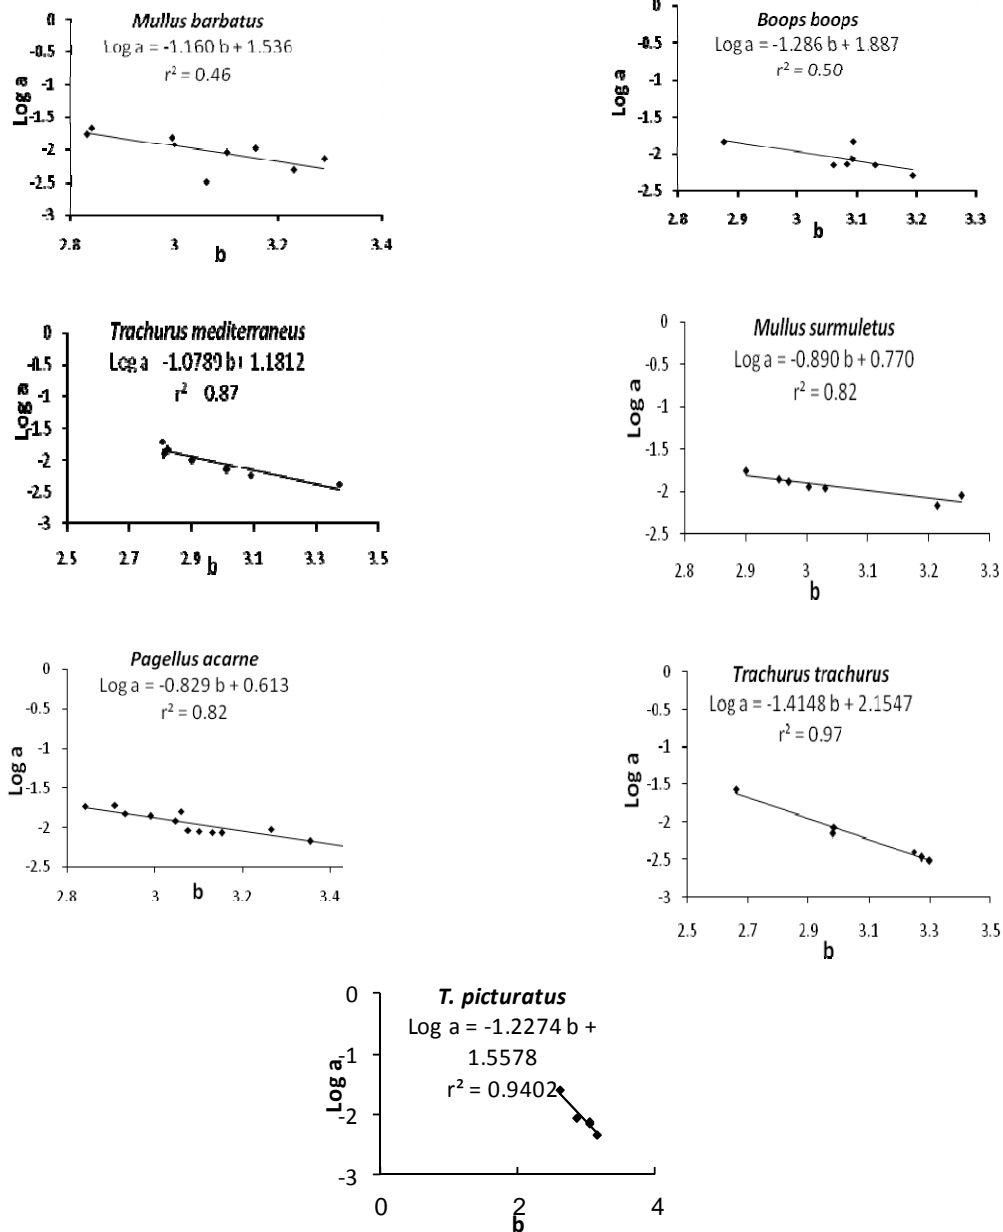 Mullus barbatus
Log a = -1.160 b + 1.536
r² = 0.46
0
-0.5
-1
-1.5
-2
-2.5
-3
Log a
2.8
3
3.2
3.4
b
Boops boops
Log a = -1.286 b + 1.887
r² = 0.50
0
-0.5
-1
-1.5
-2
-2.5
Log a
2.8
2.9
3
3.1
3.2
3.3
b
Trachurus mediterraneus
Log a -1.0789 b+ 1.1812
r² 0.87
0
-0.5
-1
-1.5
-2
-2.5
-3
Log a
2.5
2.7
2.9
3.1
3.3
3.5
b
Mullus surmuletus
Log a = -0.890 b + 0.770
r² = 0.82
0
-0.5
-1
-1.5
-2
-2.5
Log a
2.8
2.9
3
3.1
3.2
3.3
b
Pagellus acarne
Log a = -0.829 b + 0.613
r² = 0.82
0
-0.5
-1
-1.5
-2
-2.5
Log a
2.8
3
3.2
3.4
b
Trachurus trachurus
Log a = -1.4148 b + 2.1547
r² = 0.97
0
-0.5
-1
-1.5
-2
-2.5
-3
Log a
2.5
2.7
2.9
3.1
3.3
3.5
b
T. picturatus
Log a = -1.2274 b +
1.5578
r² = 0.9402
0
-1
-2
-3
Log a
0
2
4
b